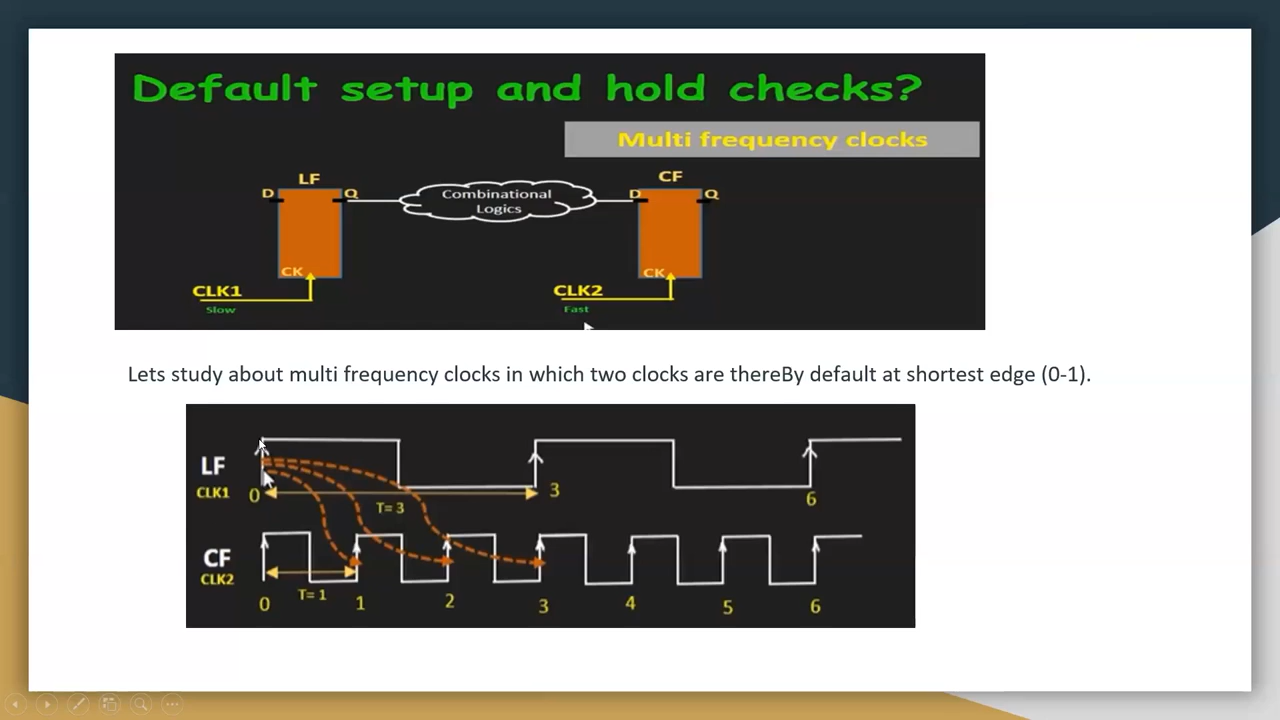 Default setup and hold checks?
Multi frequency clocks
LF
CF
D
Q
Combinational
Logics
D
Q
CK
CK
CLK1
Slow
CLK2
Fast
Lets study about multi frequency clocks in which two clocks are thereBy default at shortest edge (0-1).
LF
CLK1
0
3
6
T= 3
CF
CLK2
T= 1
0
1
2
3
4
5
6